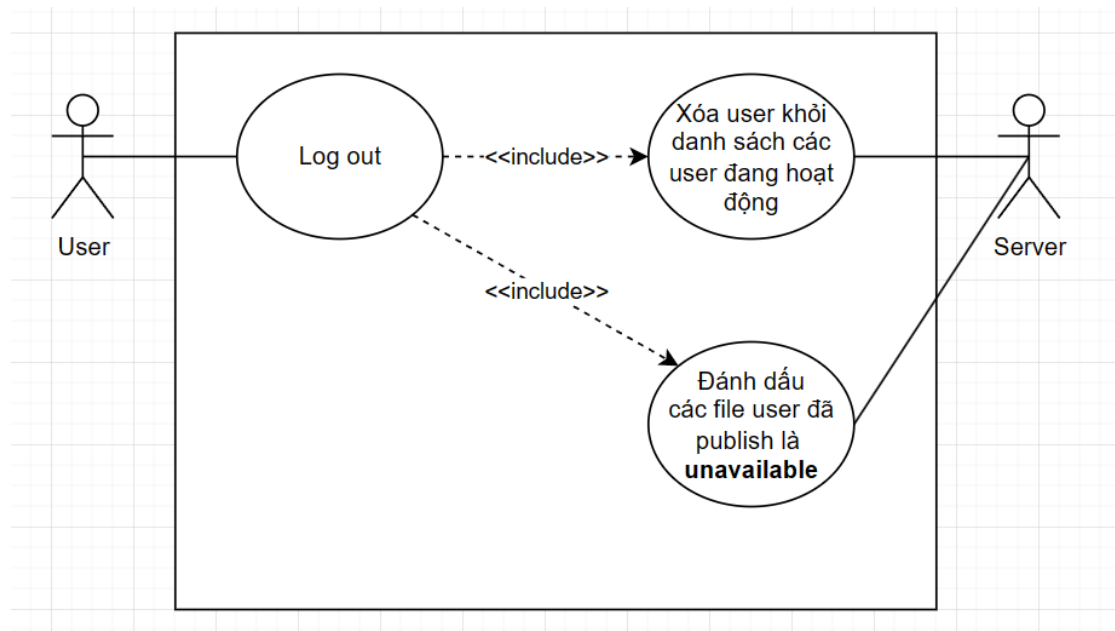 Log out
<<include>>
Xóa user khỏi
danh sách các
user đang hoạt
động
User
Server
<<include>>
Đánh dấu
các file user đã
publish là
unavailable